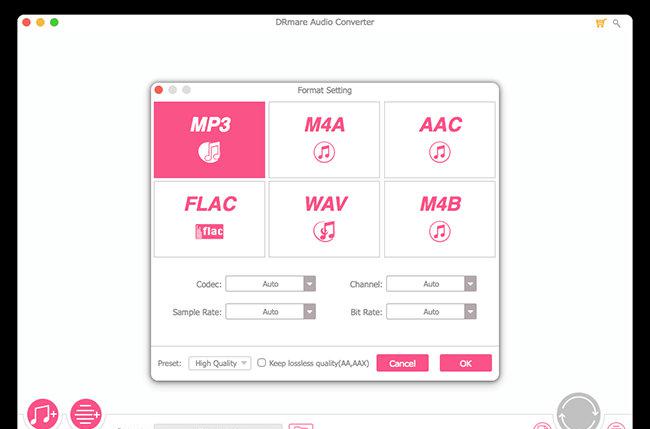 DRmare Audio Converter
Format Setting
MP3 M4A AAC
FLAC WAV M4B
flac
Codec: Auto Channel: Auto
Sample Rate: Auto Bit Rate: Auto
Preset: High Quality Keep lossless quality(AA,AAX) Cancel OK